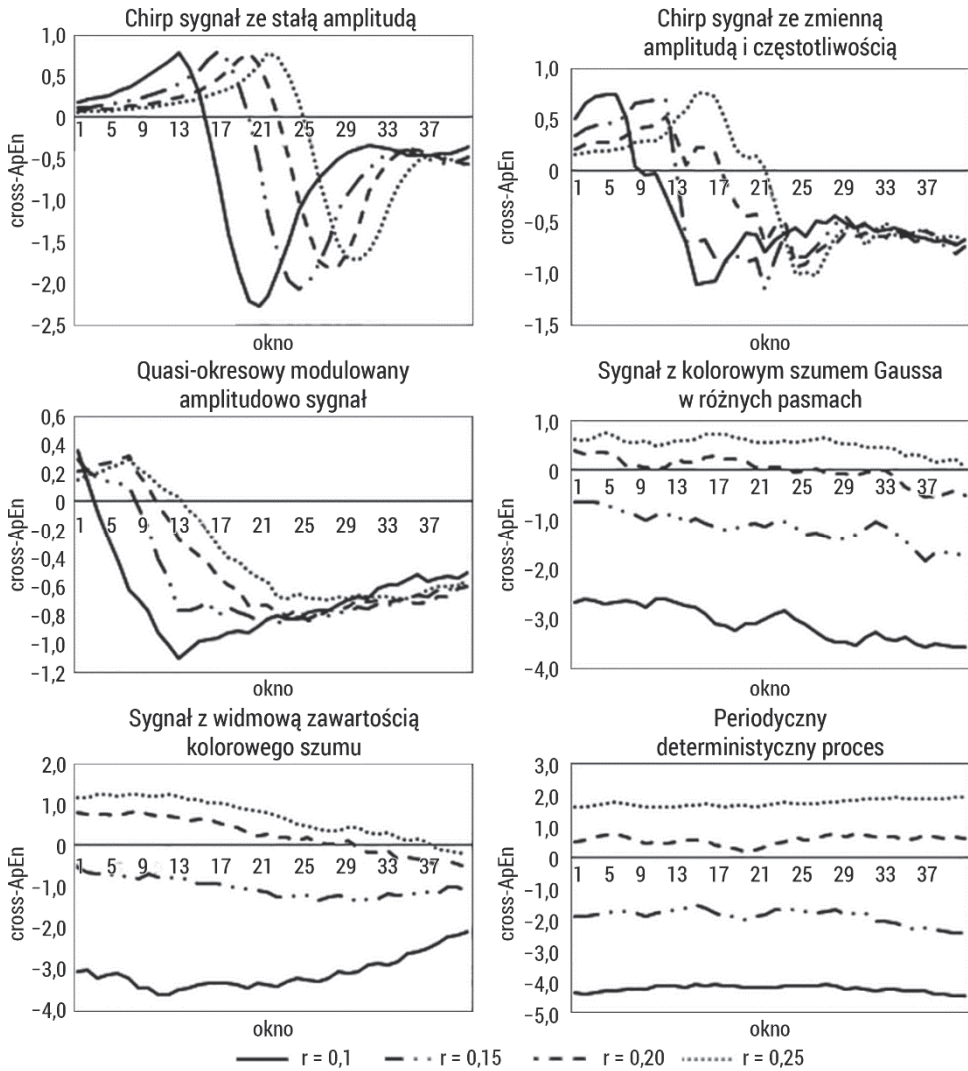 Chirp sygnał ze stałą amplitudą
1,0
0,5
0
−0,5
−1,0
−1,5
−2,0
−2,5
cross-ApEn
1 5 9 13 17 21 25 29 33 37
okno
Chirp sygnał ze zmienną
amplitudą i częstotliwością
1,0
0,5
0
−0,5
−1,0
−1,5
cross-ApEn
1 5 9 13 17 21 25 29 33 37
okno
Quasi-okresowy modulowany
amplitudowo sygnał
0,6
0,4
0,2
0
−0,2
−0,4
−0,6
−0,8
−1,0
−1,2
cross-ApEn
1 5 9 13 17 21 25 29 33 37
okno
Sygnał z kolorowym szumem Gaussa
w różnych pasmach
1,0
0
−1,0
−2,0
−3,0
−4,0
cross-ApEn
1 5 9 13 17 21 25 29 33 37
okno
Sygnał z widmową zawartością
kolorowego szumu
2,0
1,0
0
−1,0
−2,0
−3,0
−4,0
cross-ApEn
1 5 9 13 17 21 25 29 33 37
okno
Periodyczny
deterministyczny proces
3,0
2,0
1,0
0
−1,0
−2,0
−3,0
−4,0
−5,0
cross-ApEn
1 5 9 13 17 21 25 29 33 37
okno
r = 0,1 r = 0,15 r = 0,20 r = 0,25